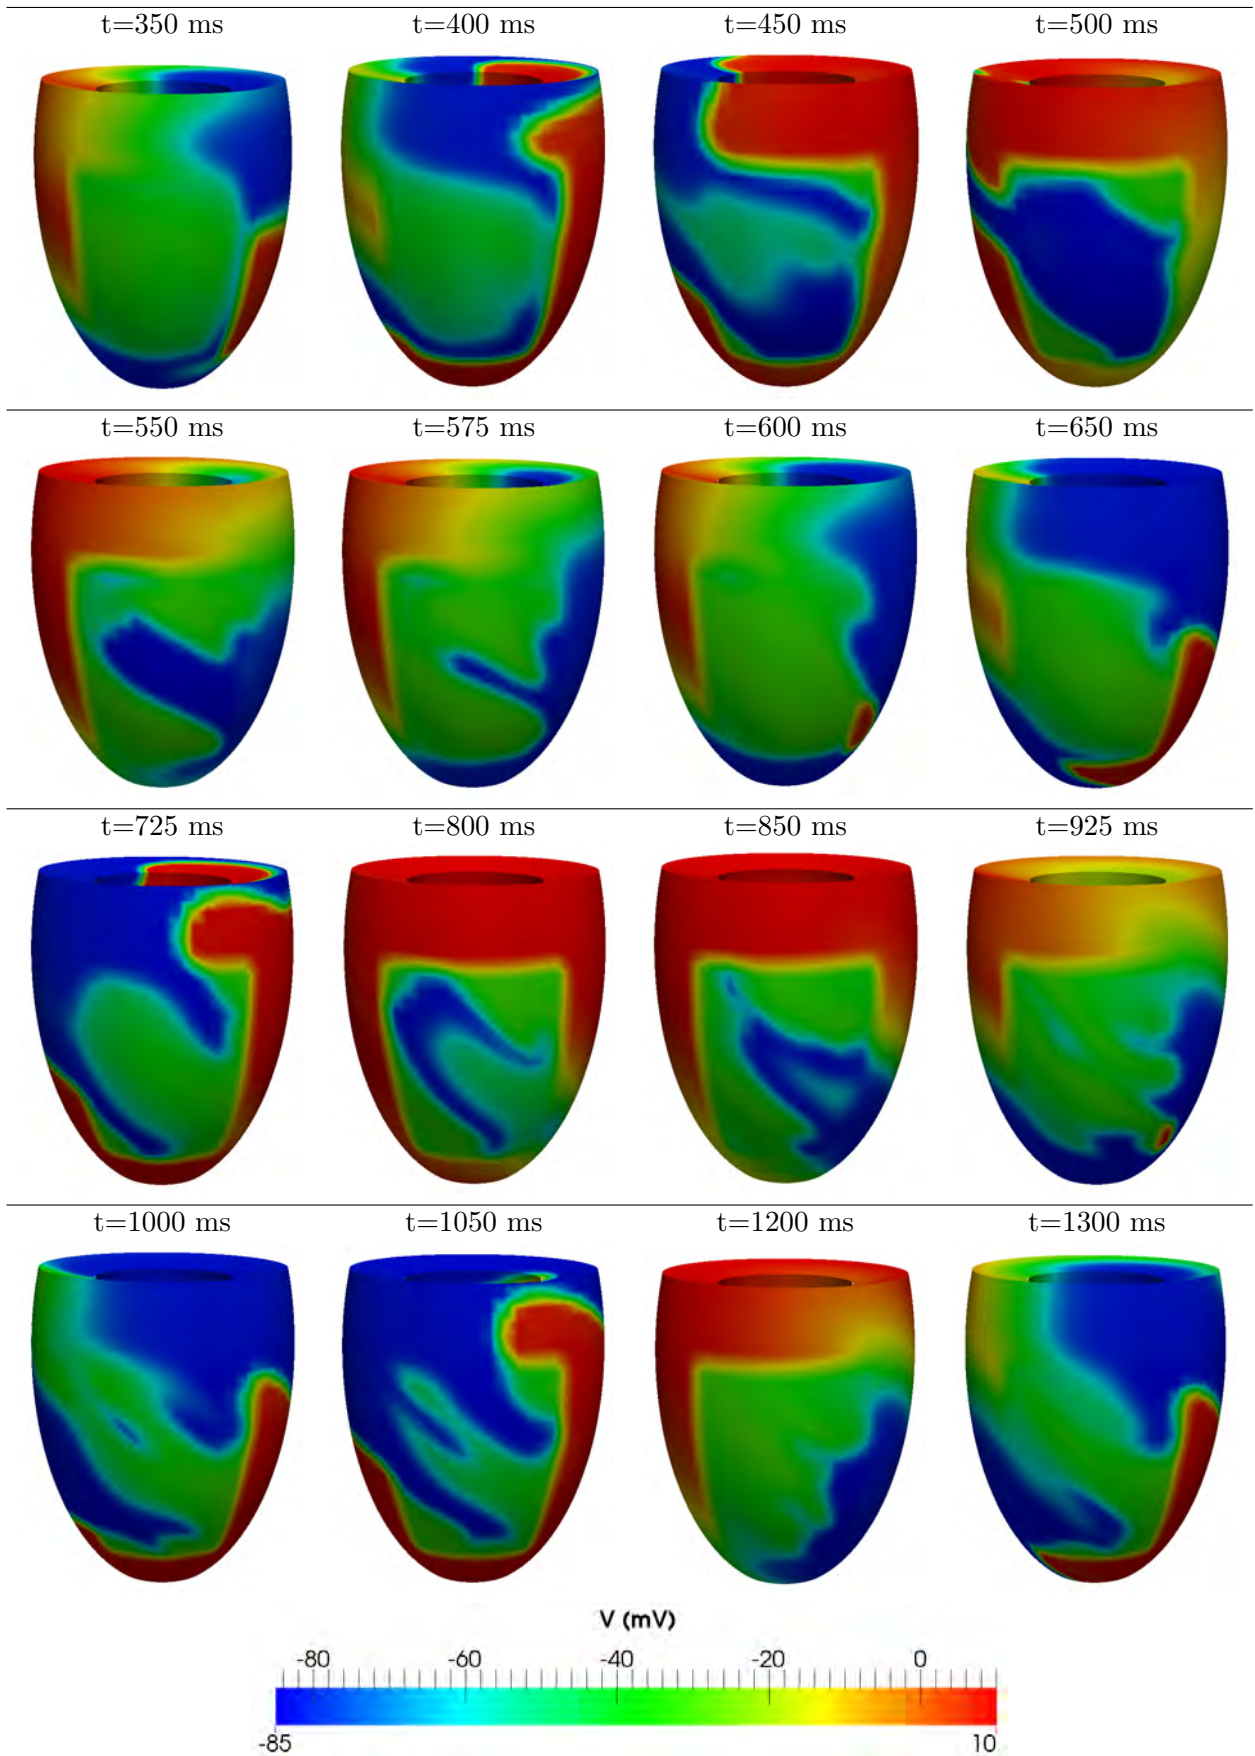 t=350 ms t=400 ms t=450 ms t=500 ms
t=550 ms t=575 ms t=600 ms t=650 ms
t=725 ms t=800 ms t=850 ms t=925 ms
t=1000 ms t=1050 ms t=1200 ms t=1300 ms
V (mV)
-80 -60 -40 -20 0
-85 10